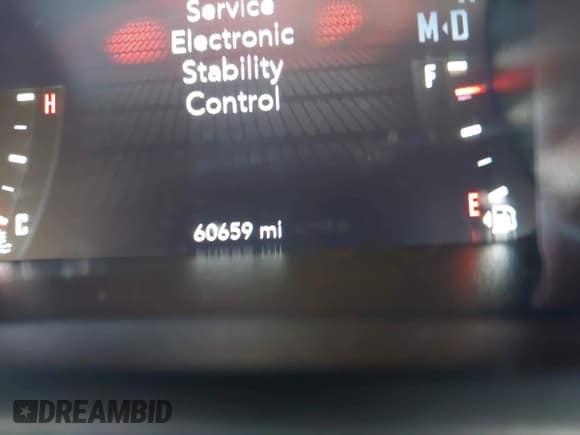 Service
Electronic
Stability
Control
M D
F
H
E
C
60659 mi
DREAMBID